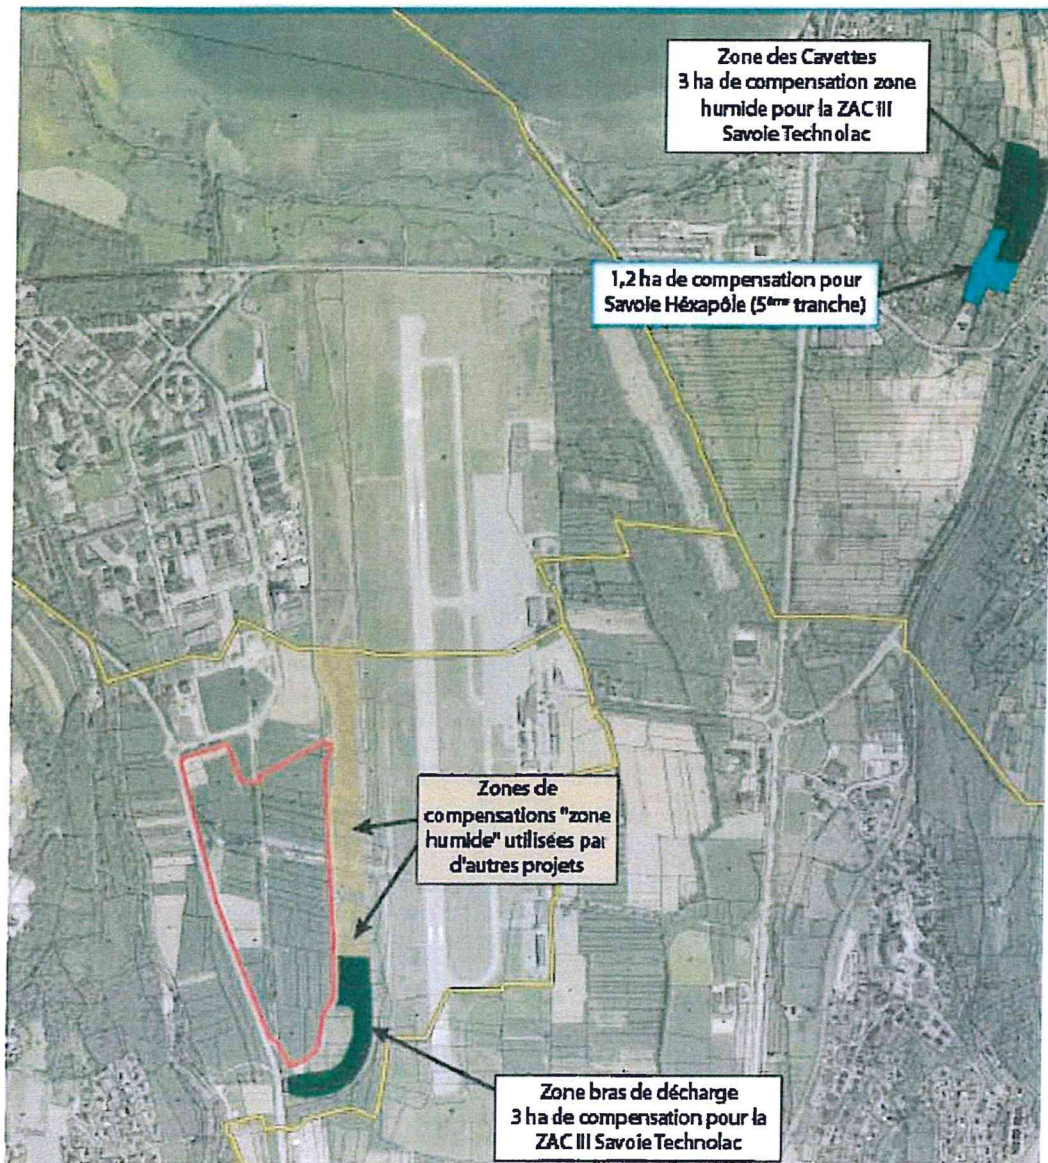 Zone des Cavettes
3 ha de compensation zone
humide pour la ZAC III
Savoie Technolac
1,2 ha de compensation pour
Savoie Héxapôle (5ème tranche)
Zones de
compensations "zone
humide" utilisées par
d'autres projets
Zone bras de décharge
3 ha de compensation pour la
ZAC III Savoie Technolac